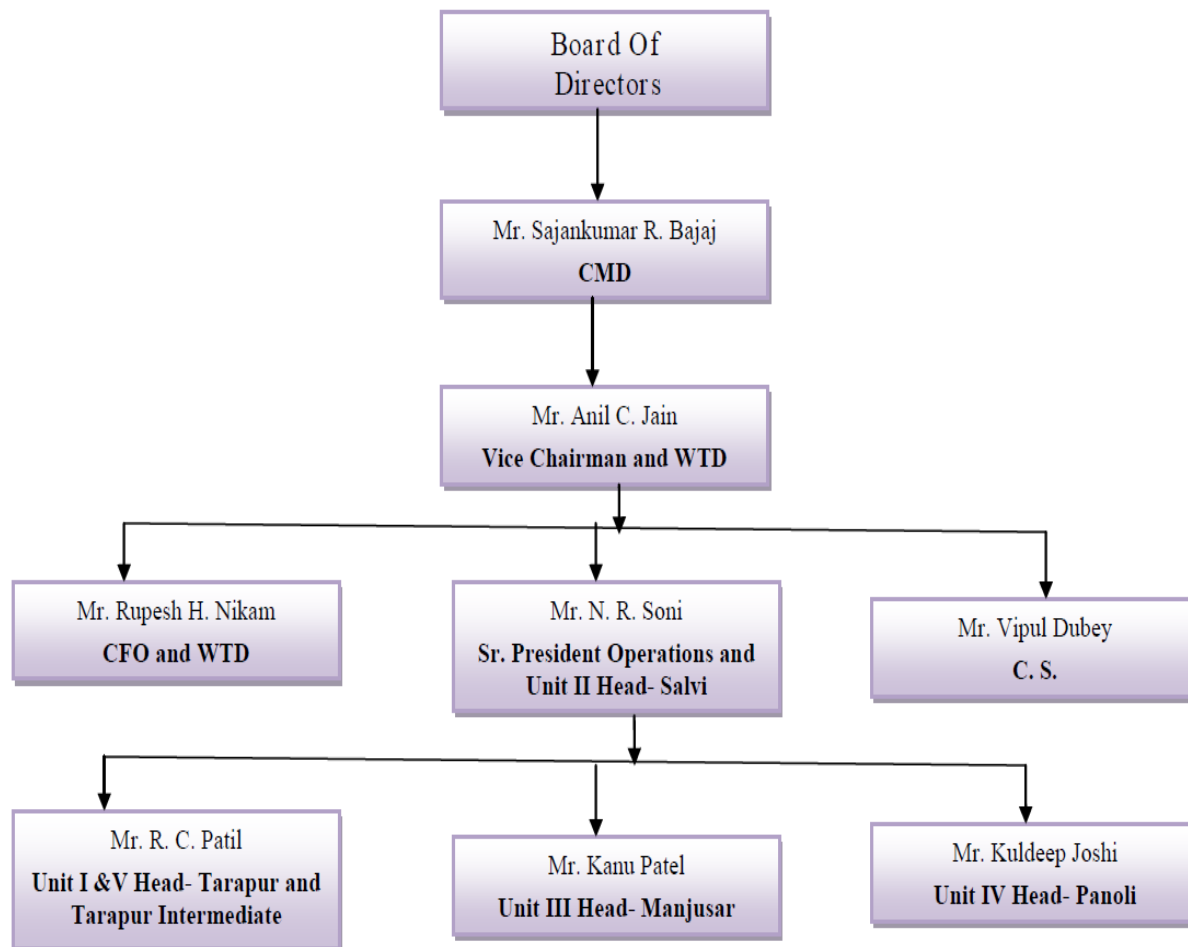 Board Of
Directors
Mr. Sajankumar R. Bajaj
CMD
Mr. Anil C. Jain
Vice Chairman and WTD
Mr. Rupesh H. Nikam
CFO and WTD
Mr. N. R. Soni
Sr. President Operations and
Unit II Head- Salvi
Mr. Vipul Dubey
C. S.
Mr. R. C. Patil
Unit I &V Head- Tarapur and
Tarapur Intermediate
Mr. Kanu Patel
Unit III Head- Manjusar
Mr. Kuldeep Joshi
Unit IV Head- Panoli